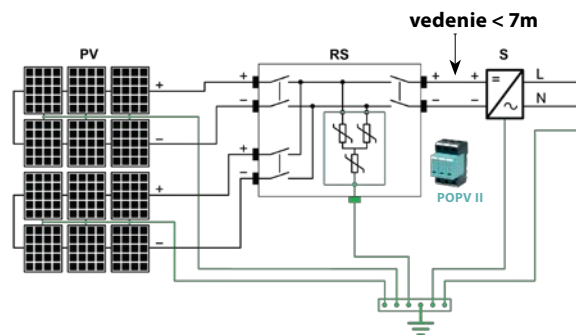 vedenie < 7m
PV
RS
S
+
+
+
+
+
=
L
−
−
−
−
−
~
N
−
+
+
−
−
POPV II